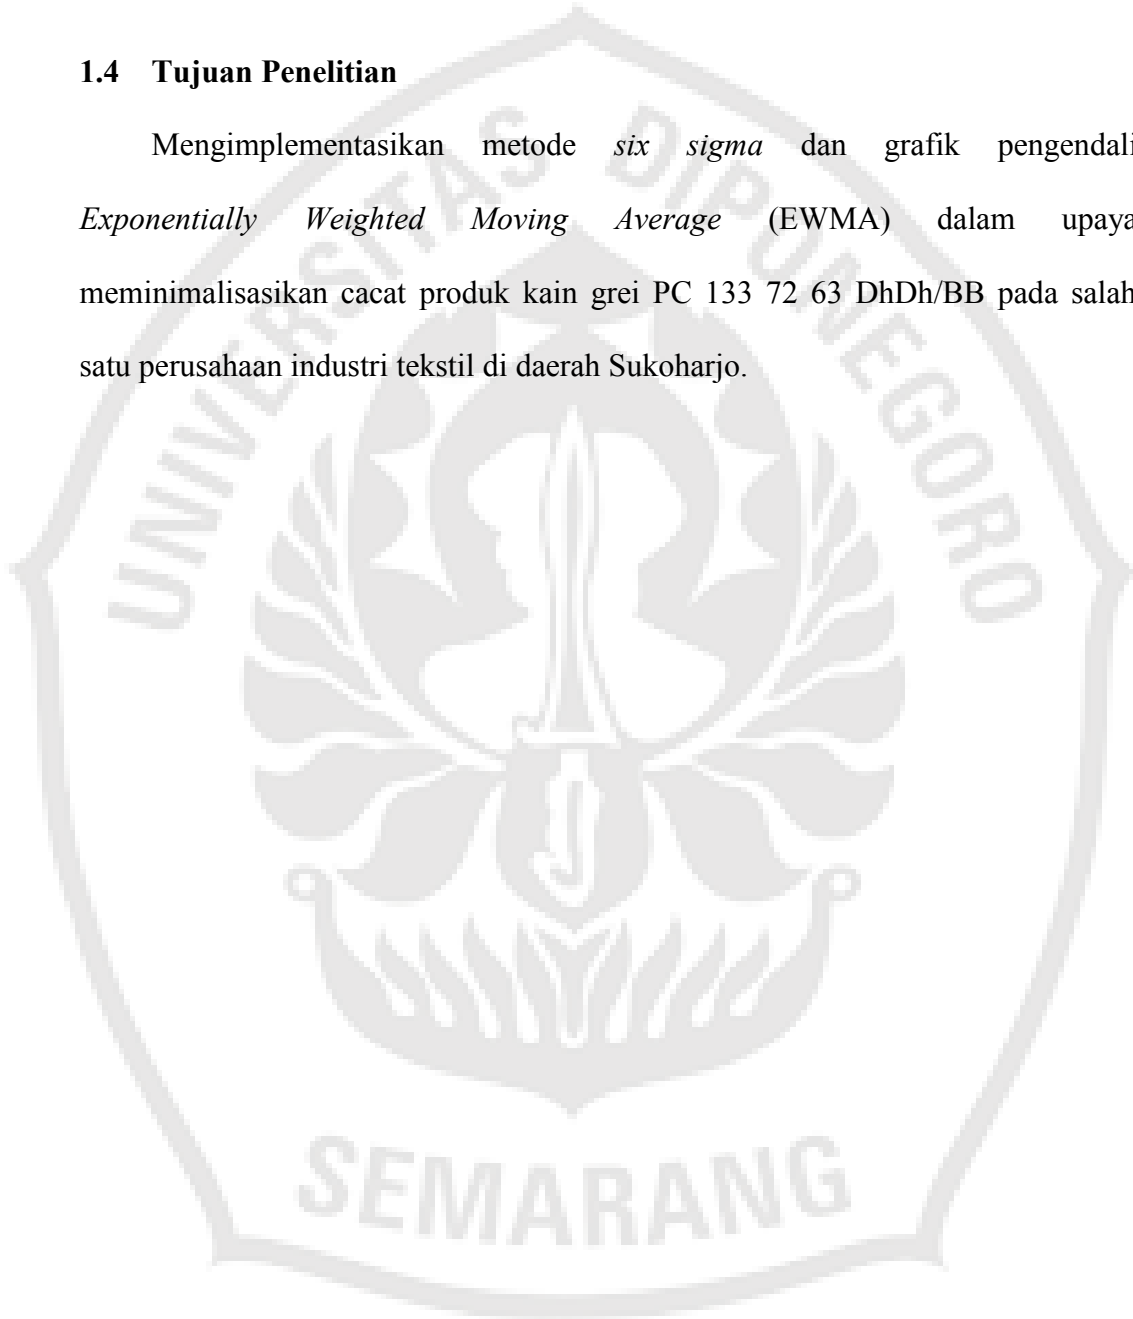 1.4 Tujuan Penelitian
Mengimplementasikan metode six sigma dan grafik pengendali
Exponentially Weighted Moving Average (EWMA) dalam upaya
meminimalisasikan cacat produk kain grei PC 133 72 63 DhDh/BB pada salah
satu perusahaan industri tekstil di daerah Sukoharjo.
UNIVERSITAS DIPONEGORO
SEMARANG